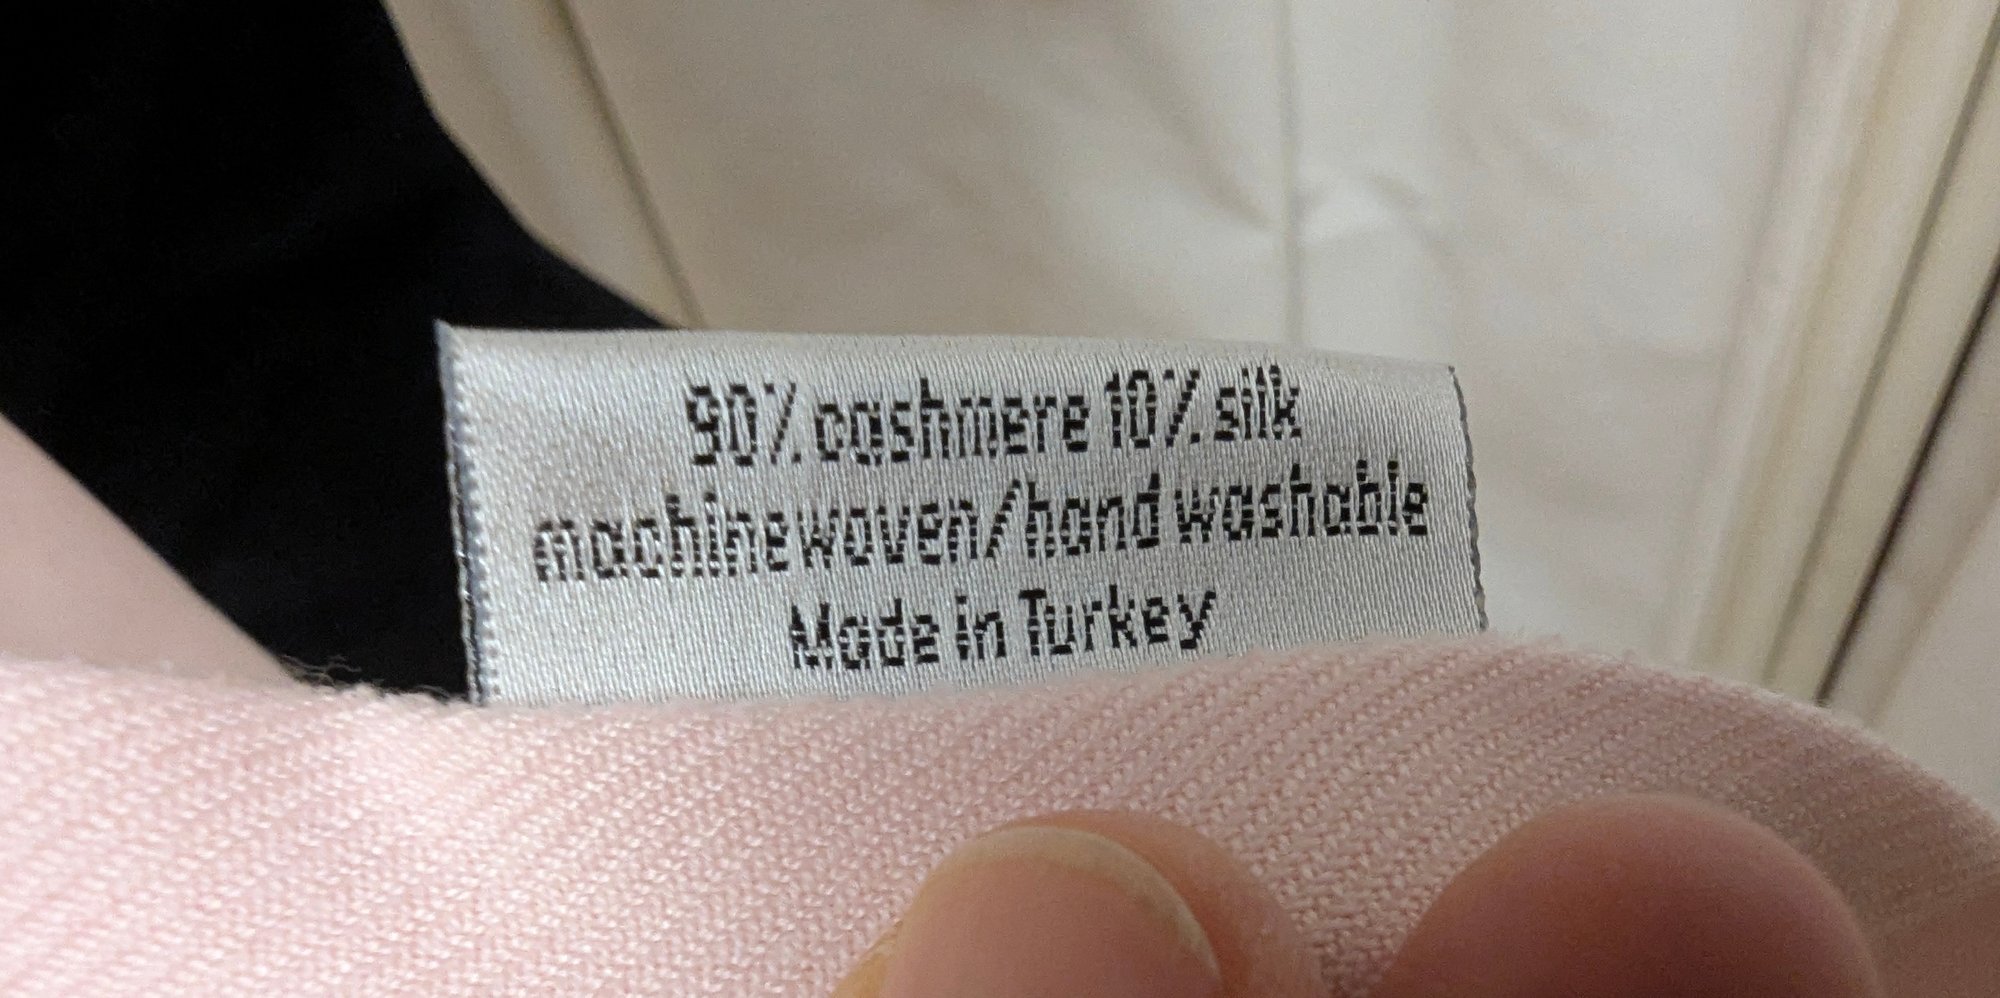 90% cashmere 10% silk
machine woven/hand washable
Made in Turkey